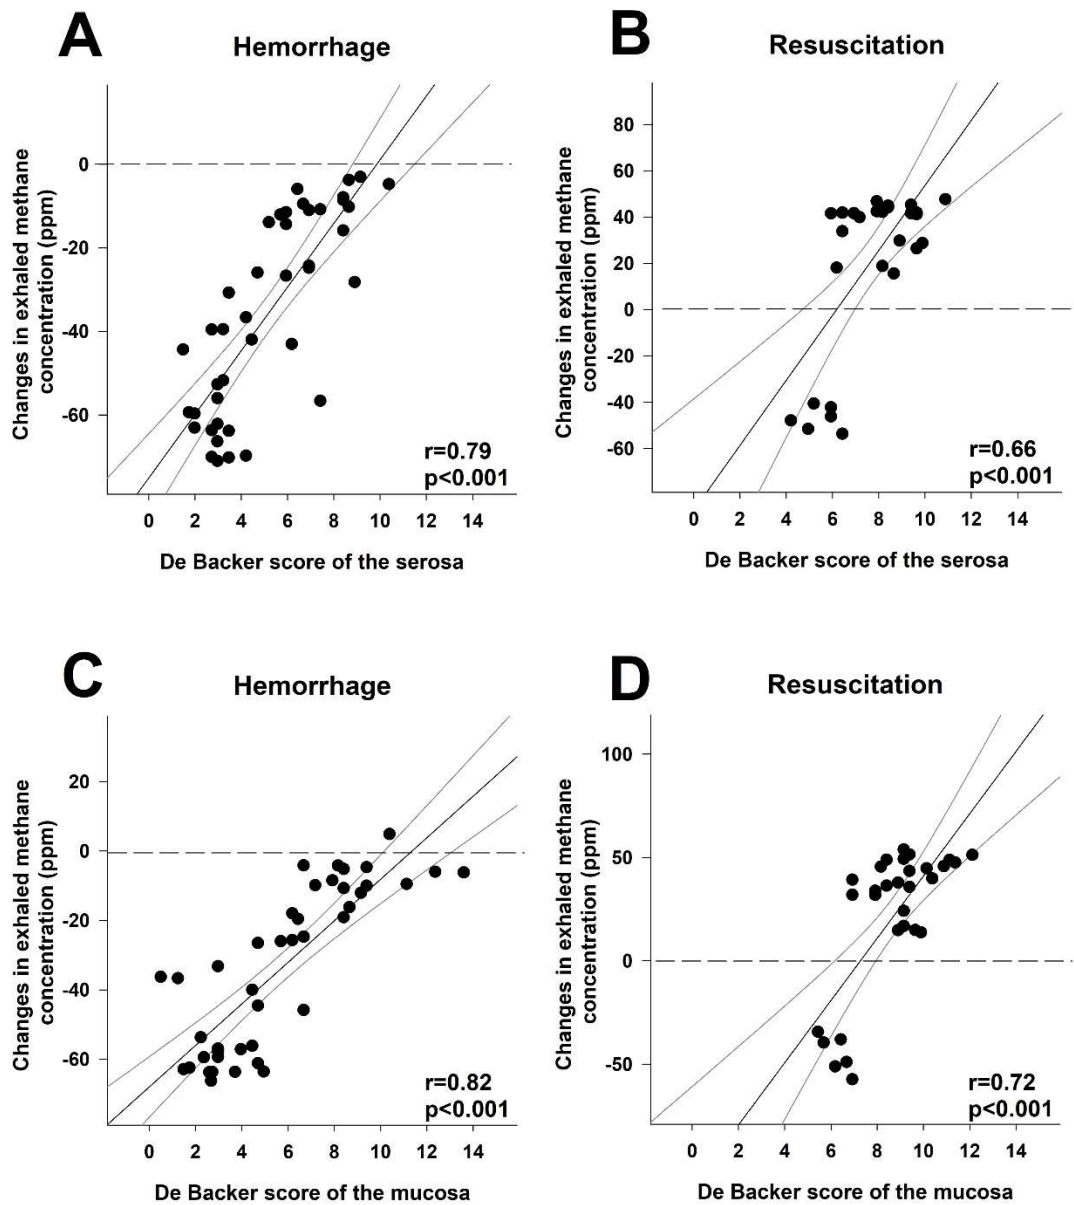 A
Hemorrhage
Changes in exhaled methane
concentration (ppm)
0
-20
-40
-60
r=0.79
p<0.001
0 2 4 6 8 10 12 14
De Backer score of the serosa
B
Resuscitation
Changes in exhaled methane
concentration (ppm)
80
60
40
20
0
-20
-40
-60
r=0.66
p<0.001
0 2 4 6 8 10 12 14
De Backer score of the serosa
C
Hemorrhage
Changes in exhaled methane
concentration (ppm)
20
0
-20
-40
-60
r=0.82
p<0.001
0 2 4 6 8 10 12 14
De Backer score of the mucosa
D
Resuscitation
Changes in exhaled methane
concentration (ppm)
100
50
0
-50
r=0.72
p<0.001
0 2 4 6 8 10 12 14
De Backer score of the mucosa